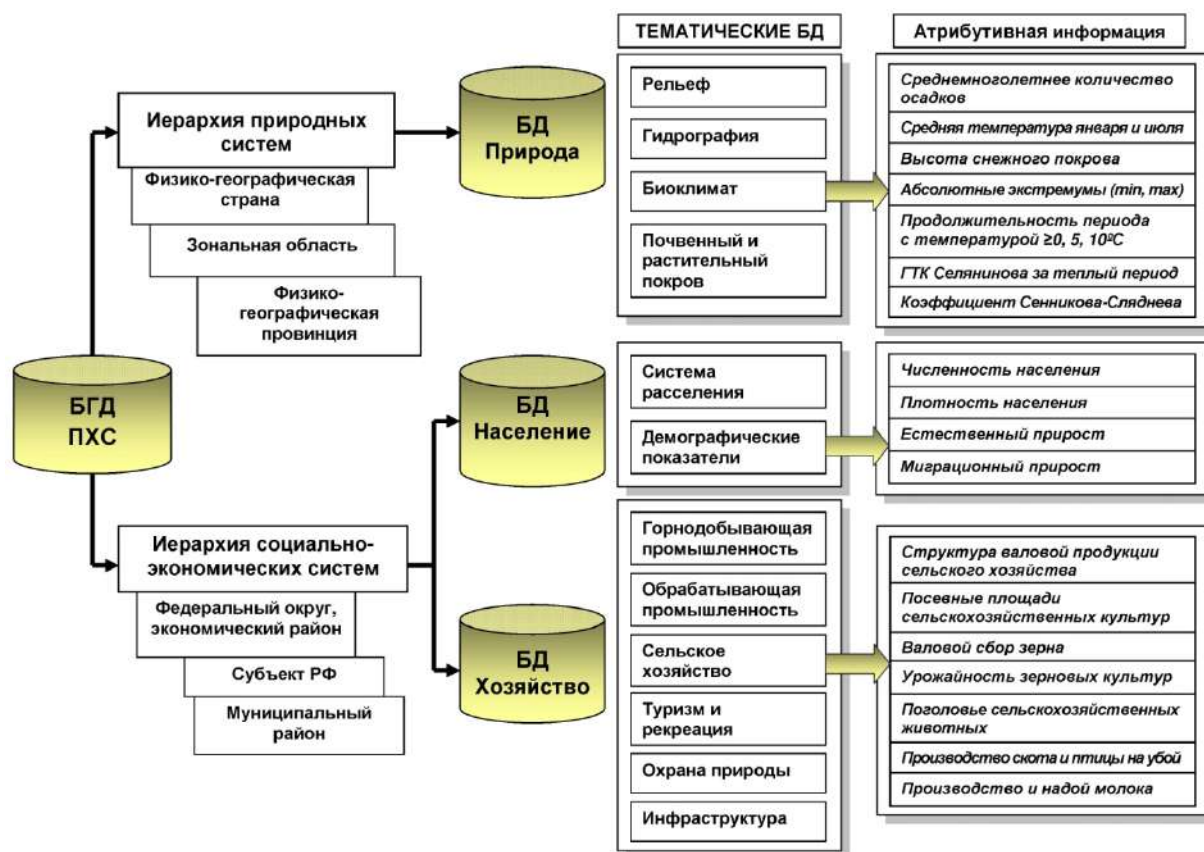 ТЕМАТИЧЕСКИЕ БД
Атрибутивная информация
Иерархия природных
систем
Физико-географическая
страна
Зональная область
Физико-
географическая
провинция
БД
Природа
Рельеф
Гидрография
Биоклимат
Почвенный и
растительный
покров
Среднемноголетнее количество
осадков
Средняя температура января и июля
Высота снежного покрова
Абсолютные экстремумы (min, max)
Продолжительность периода
с температурой ≥0, 5, 10ºС
ГТК Селянинова за теплый период
Коэффициент Сенникова-Сляднева
БГД
ПХС
БД
Население
Система
расселения
Демографические
показатели
Численность населения
Плотность населения
Естественный прирост
Миграционный прирост
Иерархия социально-
экономических систем
Федеральный округ,
экономический район
Субъект РФ
Муниципальный
район
БД
Хозяйство
Горнодобывающая
промышленность
Обрабатывающая
промышленность
Сельское
хозяйство
Туризм и
рекреация
Охрана природы
Инфраструктура
Структура валовой продукции
сельского хозяйства
Посевные площади
сельскохозяйственных культур
Валовой сбор зерна
Урожайность зерновых культур
Поголовье сельскохозяйственных
животных
Производство скота и птицы на убой
Производство и надой молока